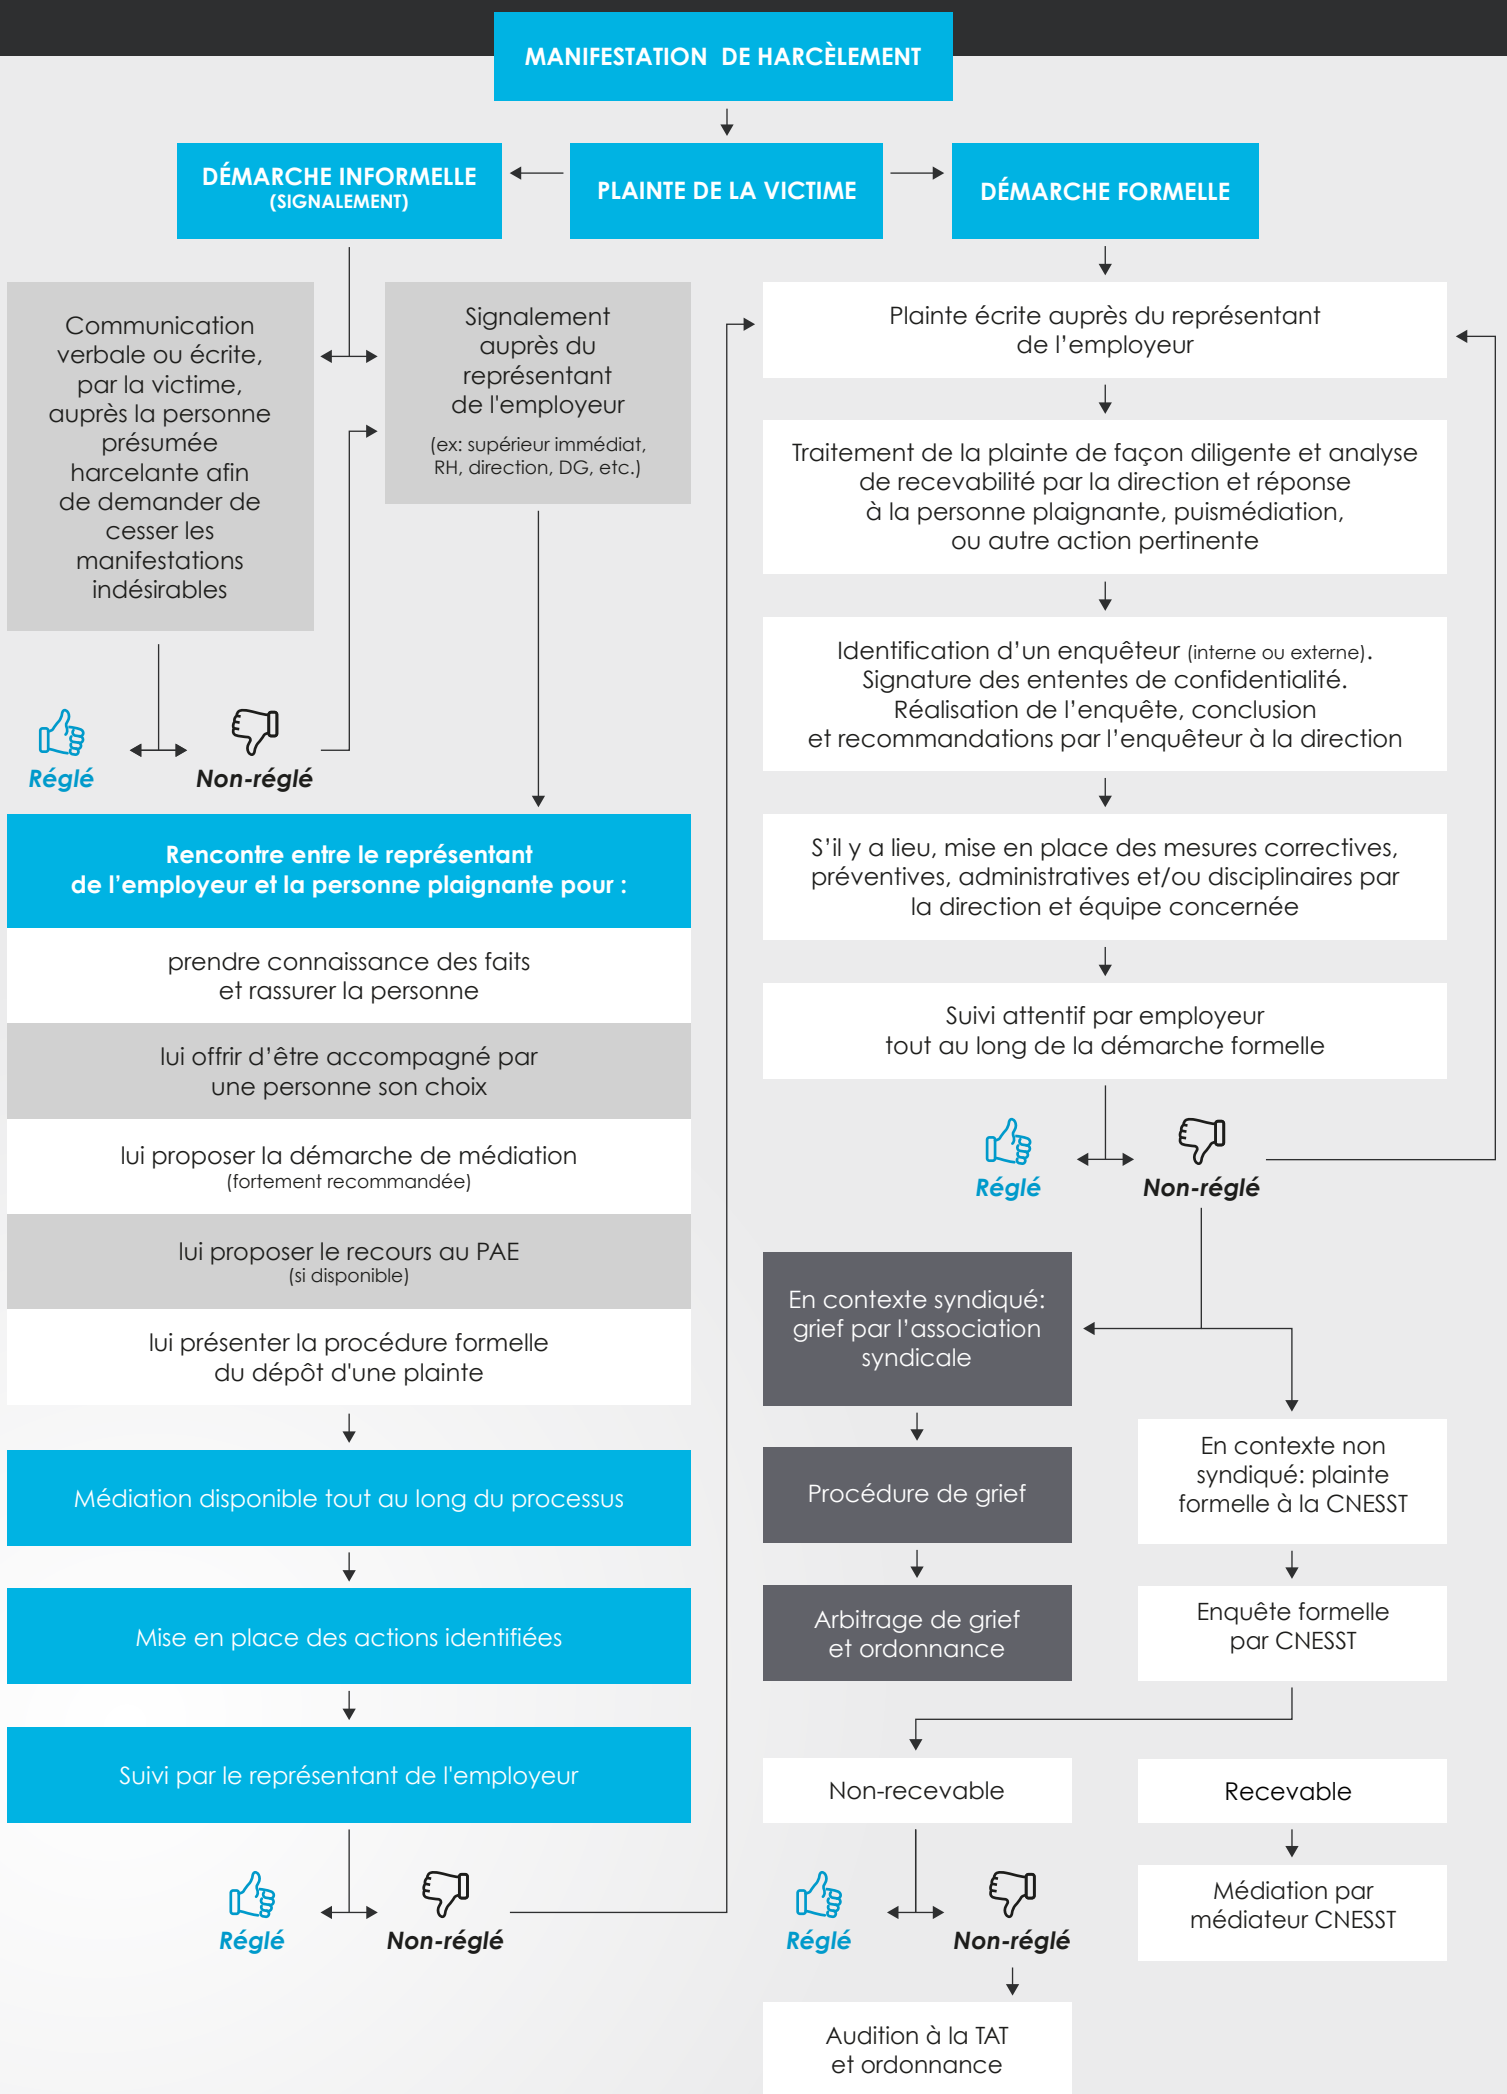 MANIFESTATION DE HARCÈLEMENT
DÉMARCHE INFORMELLE
(SIGNALEMENT)
PLAINTE DE LA VICTIME
DÉMARCHE FORMELLE
Communication
verbale ou écrite,
par la victime,
auprès la personne
présumée
harcelante afin
de demander de
cesser les
manifestations
indésirables
Signalement
auprès du
représentant
de l'employeur
(ex: supérieur immédiat,
RH, direction, DG, etc.)
Réglé
Non-réglé
Rencontre entre le représentant
de l'employeur et la personne plaignante pour :
prendre connaissance des faits
et rassurer la personne
lui offrir d'être accompagné par
une personne son choix
lui proposer la démarche de médiation
(fortement recommandée)
lui proposer le recours au PAE
(si disponible)
lui présenter la procédure formelle
du dépôt d'une plainte
Médiation disponible tout au long du processus
Mise en place des actions identifiées
Suivi par le représentant de l'employeur
Réglé
Non-réglé
Plainte écrite auprès du représentant
de l'employeur
Traitement de la plainte de façon diligente et analyse
de recevabilité par la direction et réponse
à la personne plaignante, puismédiation,
ou autre action pertinente
Identification d'un enquêteur (interne ou externe).
Signature des ententes de confidentialité.
Réalisation de l'enquête, conclusion
et recommandations par l'enquêteur à la direction
S'il y a lieu, mise en place des mesures correctives,
préventives, administratives et/ou disciplinaires par
la direction et équipe concernée
Suivi attentif par employeur
tout au long de la démarche formelle
Réglé
Non-réglé
En contexte syndiqué:
grief par l'association
syndicale
Procédure de grief
Arbitrage de grief
et ordonnance
En contexte non
syndiqué: plainte
formelle à la CNESST
Enquête formelle
par CNESST
Non-recevable
Recevable
Médiation par
médiateur CNESST
Réglé
Non-réglé
Audition à la TAT
et ordonnance